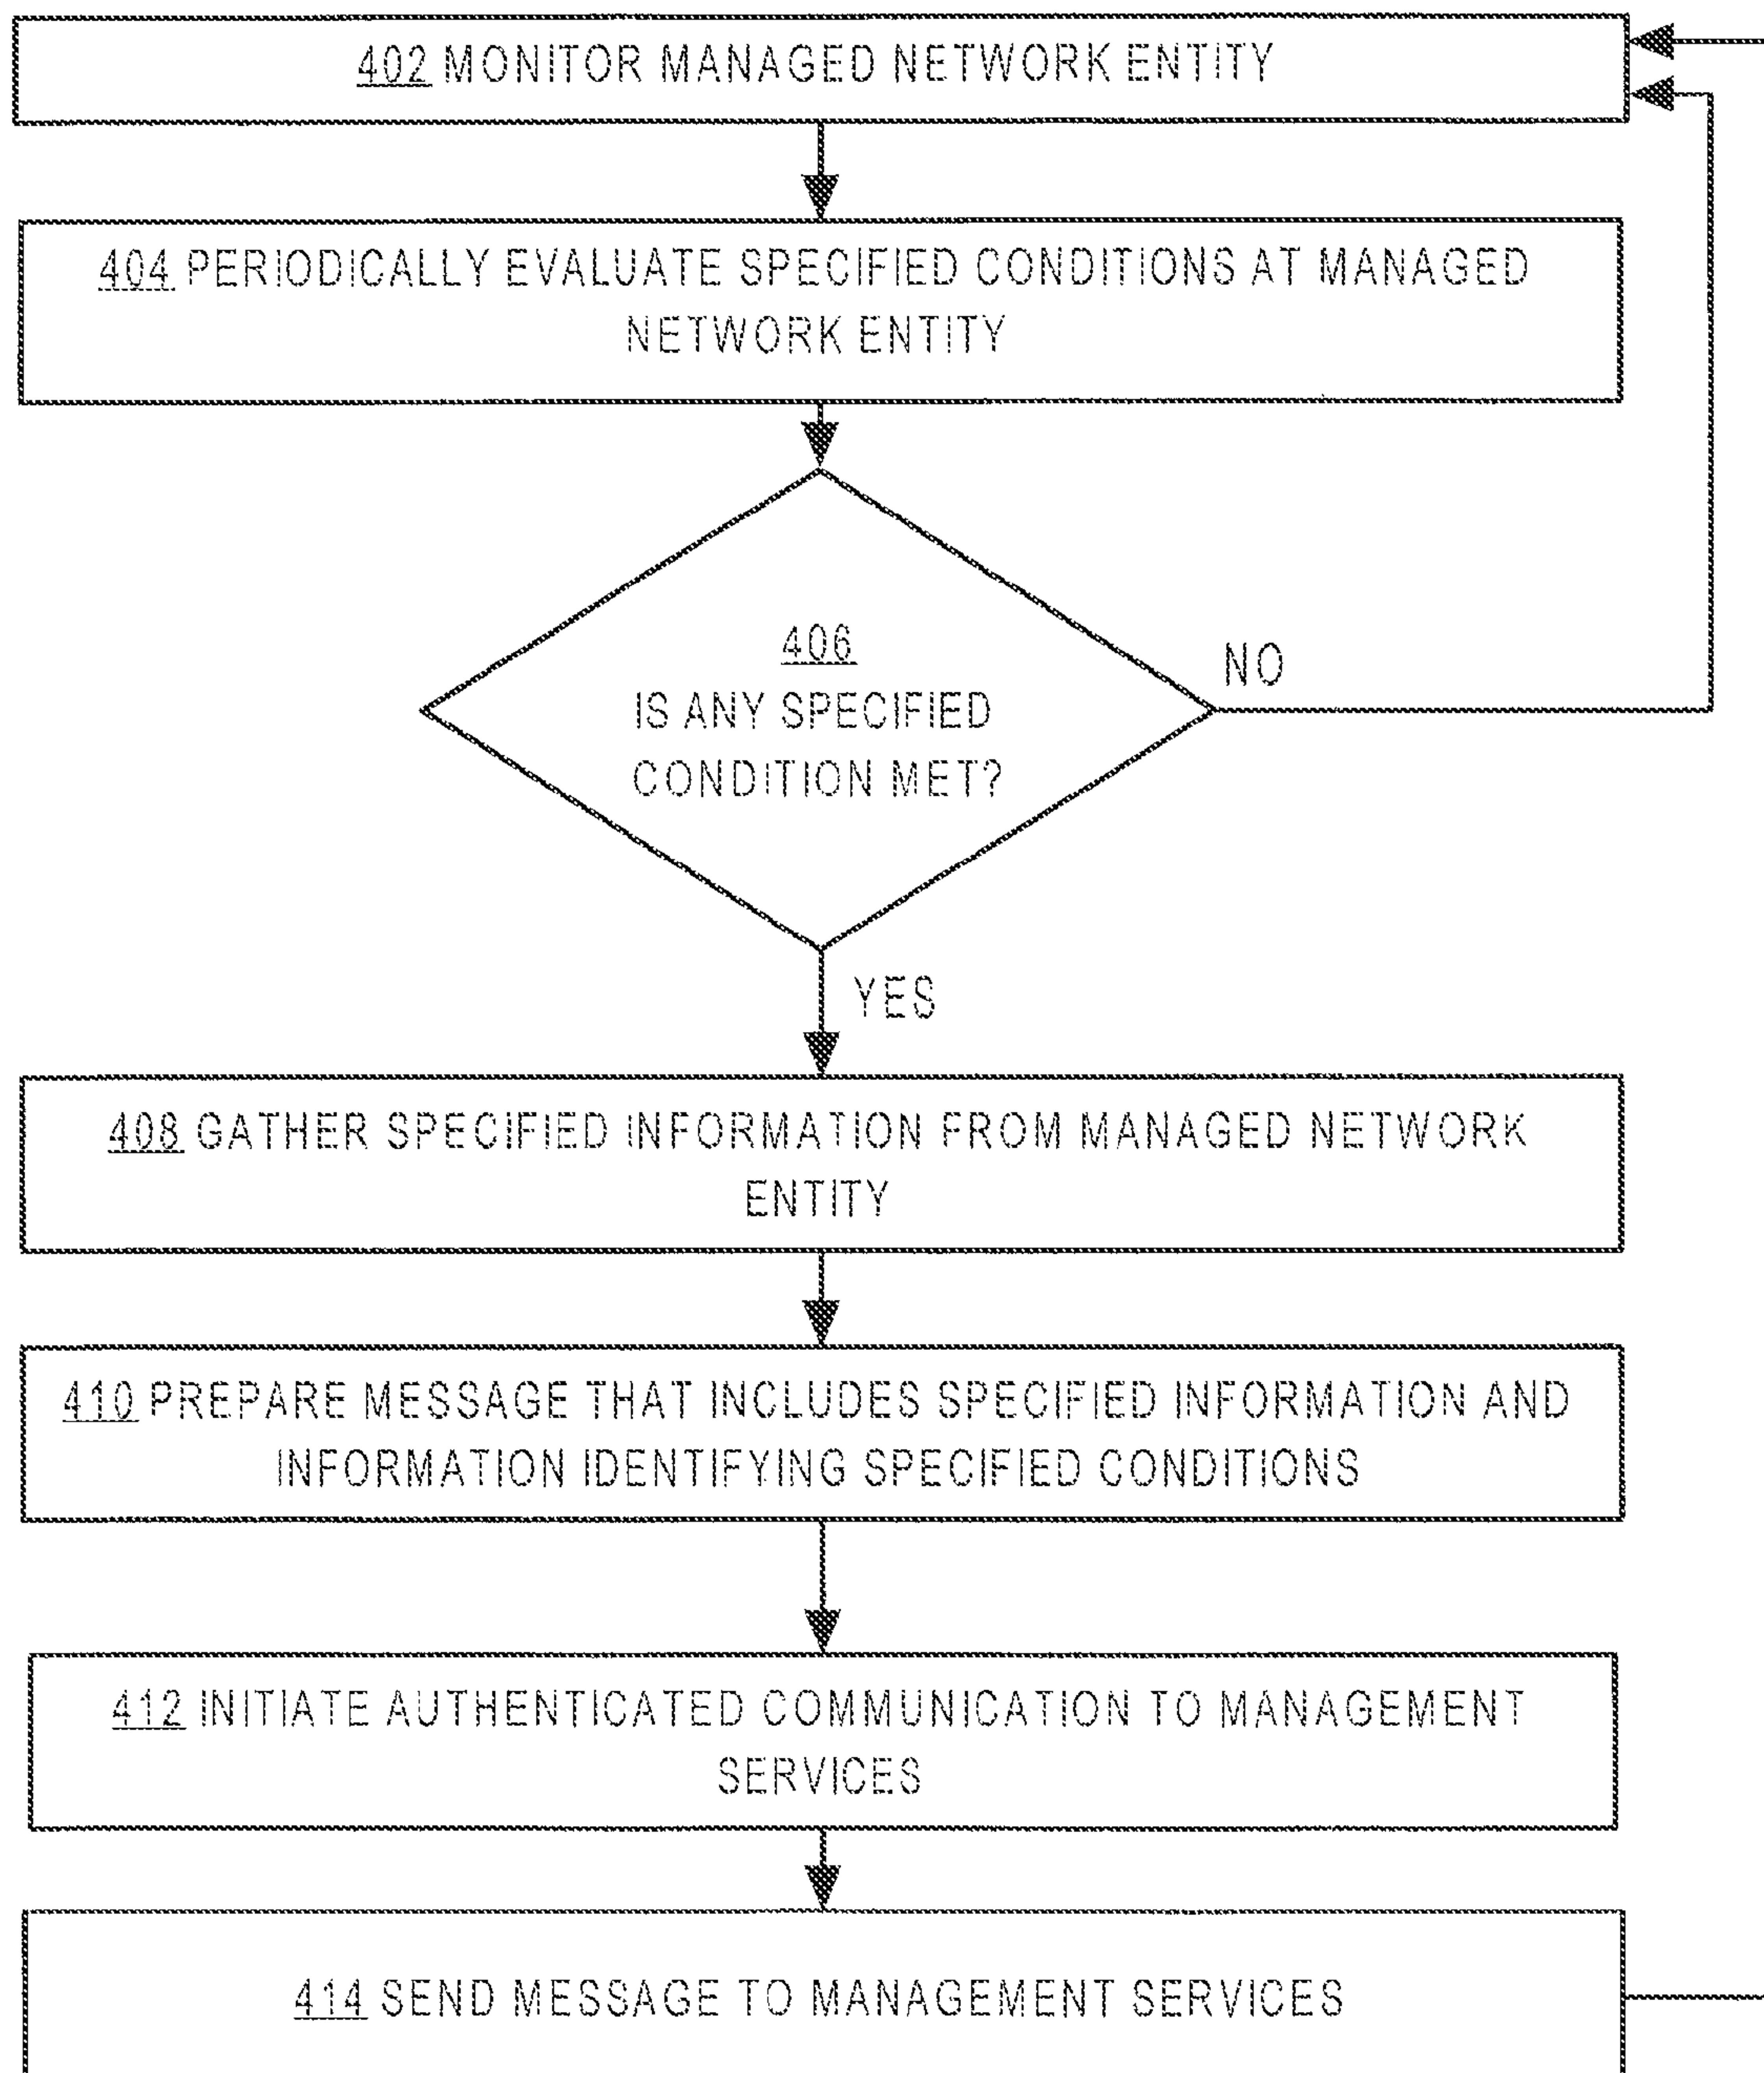 402 MONITOR MANAGED NETWORK ENTITY
404 PERIODICALLY EVALUATE SPECIFIED CONDITIONS AT MANAGED
NETWORK ENTITY
406
IS ANY SPECIFIED
CONDITION MET?
NO
YES
408 GATHER SPECIFIED INFORMATION FROM MANAGED NETWORK
ENTITY
410 PREPARE MESSAGE THAT INCLUDES SPECIFIED INFORMATION AND
INFORMATION IDENTIFYING SPECIFIED CONDITIONS
412 INITIATE AUTHENTICATED COMMUNICATION TO MANAGEMENT
SERVICES
414 SEND MESSAGE TO MANAGEMENT SERVICES